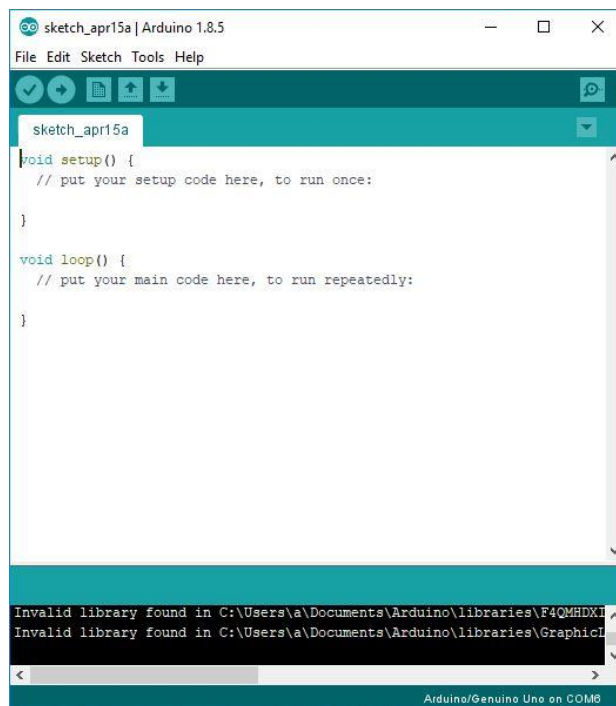 sketch_apr15a | Arduino 1.8.5
File Edit Sketch Tools Help
sketch_apr15a
void setup() {
// put your setup code here, to run once:
}
void loop() {
// put your main code here, to run repeatedly:
}
Invalid library found in C:\Users\a\Documents\Arduino\libraries\F4QMHDXI
Invalid library found in C:\Users\a\Documents\Arduino\libraries\GraphicL
Arduino/Genuino Uno on COM6